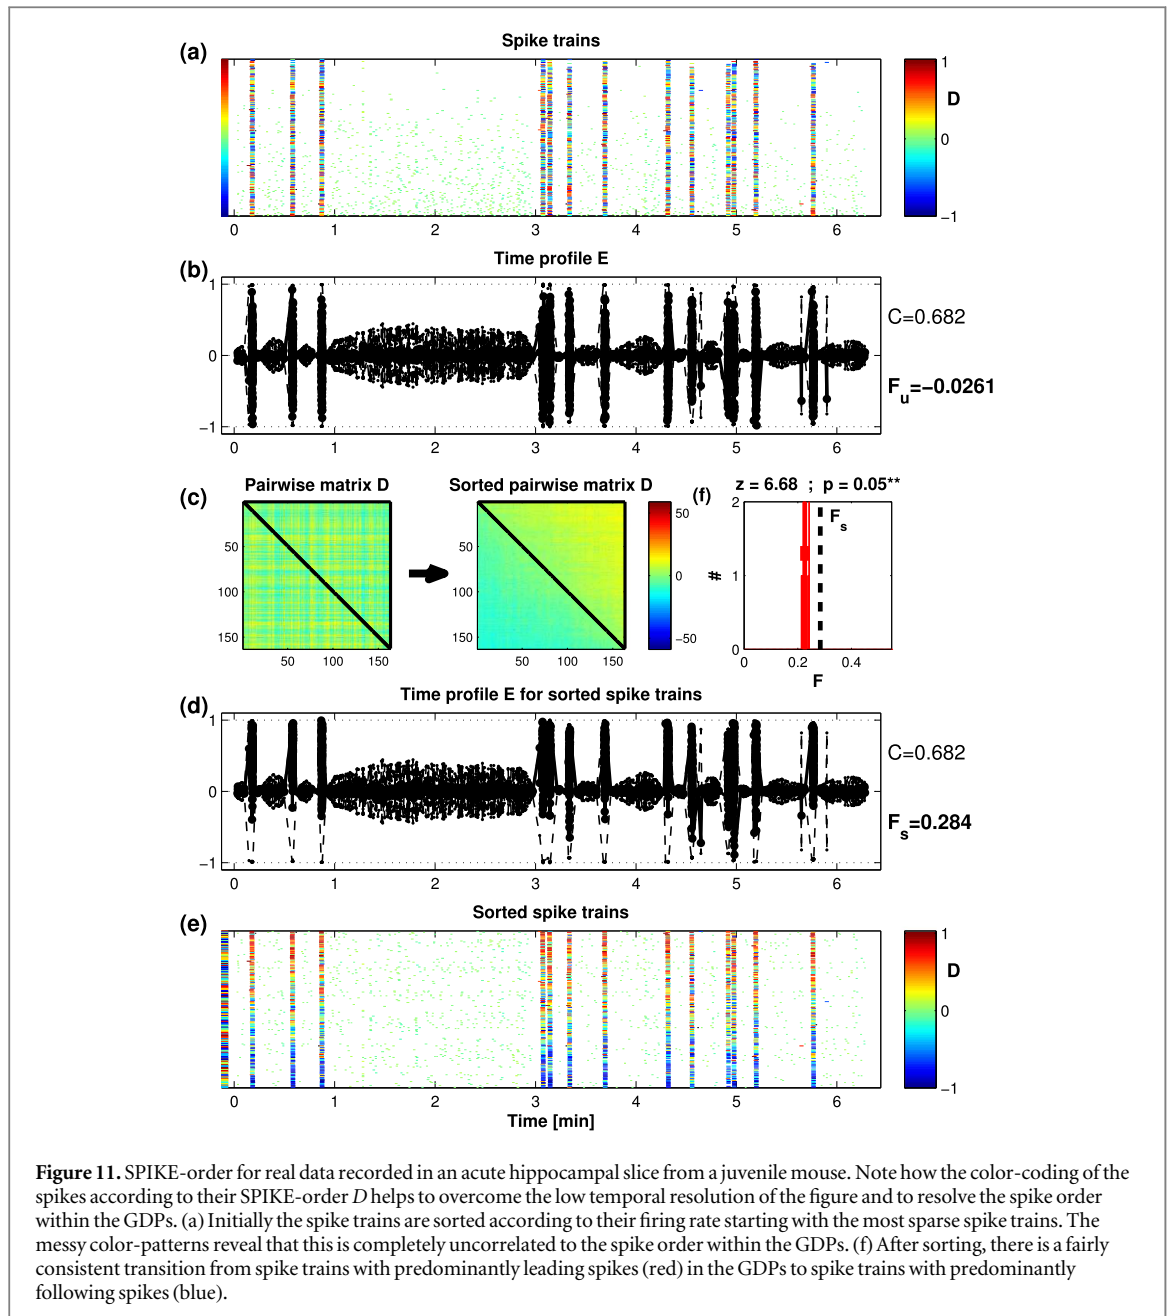 (a)
Spike trains
1
D
0
−1
0 1 2 3 4 5 6
(b)
Time profile E
1
0
−1
C=0.682
Fu=−0.0261
0 1 2 3 4 5 6
(c)
Pairwise matrix D
50
100
150
50 100 150
Sorted pairwise matrix D
50 100 150
50
0
−50
(f)
z = 6.68 ; p = 0.05**
2
1
0
#
Fs
0 0.2 0.4
F
(d)
Time profile E for sorted spike trains
1
0
−1
C=0.682
Fs=0.284
0 1 2 3 4 5 6
(e)
Sorted spike trains
1
D
0
−1
0 1 2 3 4 5 6
Time [min]
Figure 11. SPIKE-order for real data recorded in an acute hippocampal slice from a juvenile mouse. Note how the color-coding of the
spikes according to their SPIKE-order D helps to overcome the low temporal resolution of the figure and to resolve the spike order
within the GDPs. (a) Initially the spike trains are sorted according to their firing rate starting with the most sparse spike trains. The
messy color-patterns reveal that this is completely uncorrelated to the spike order within the GDPs. (f) After sorting, there is a fairly
consistent transition from spike trains with predominantly leading spikes (red) in the GDPs to spike trains with predominantly
following spikes (blue).